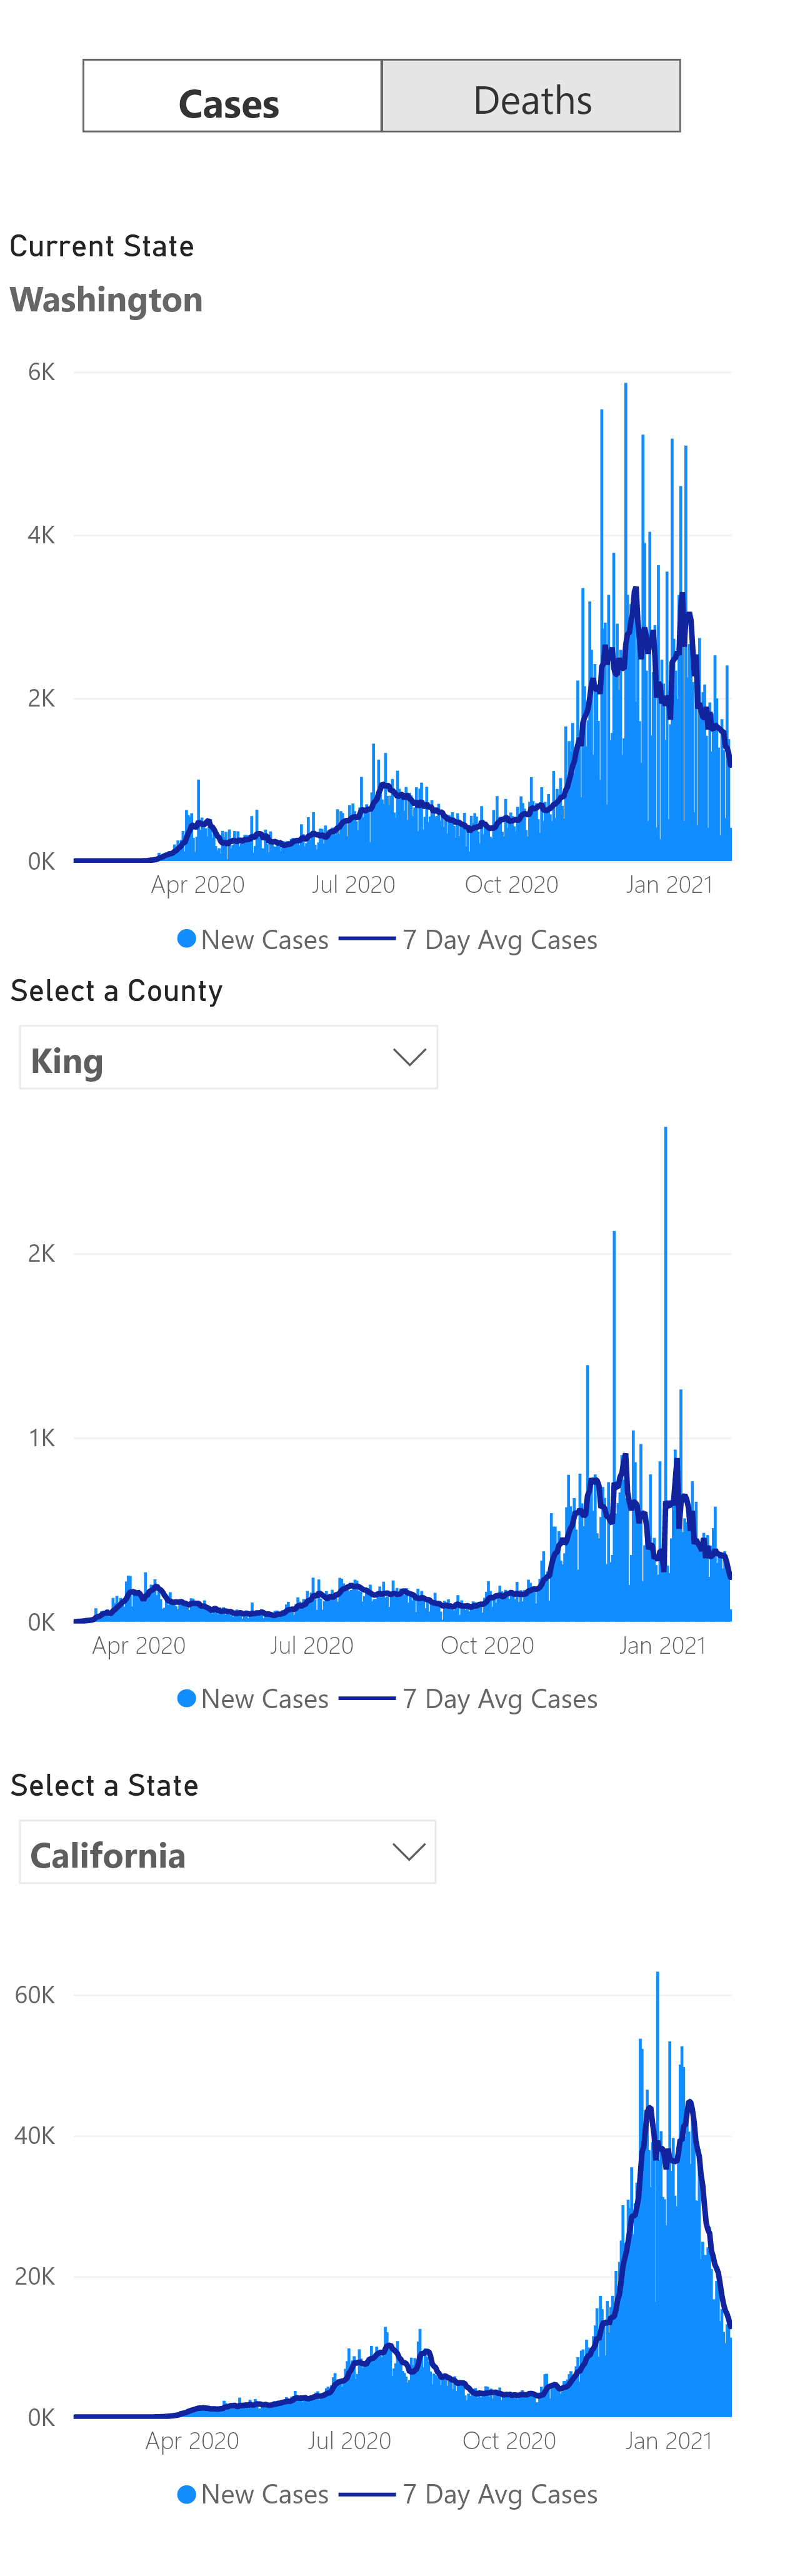 Cases Deaths
Current State
Washington
6K
4K
2K
0K
Apr 2020 Jul 2020 Oct 2020 Jan 2021
New Cases 7 Day Avg Cases
Select a County
King
2K
1K
0K
Apr 2020 Jul 2020 Oct 2020 Jan 2021
New Cases 7 Day Avg Cases
Select a State
California
60K
40K
20K
0K
Apr 2020 Jul 2020 Oct 2020 Jan 2021
New Cases 7 Day Avg Cases